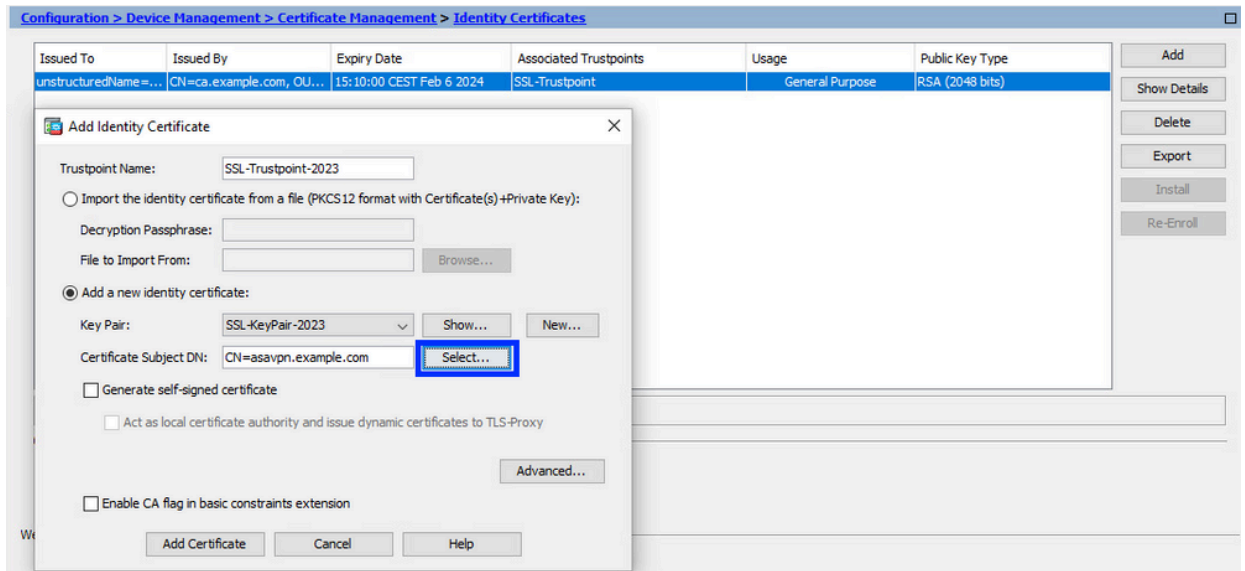 Configuration > Device Management > Certificate Management > Identity Certificates
Issued To Issued By Expiry Date Associated Trustpoints Usage Public Key Type
unstructuredName=... CN=ca.example.com, OU... 15:10:00 CEST Feb 6 2024 SSL-Trustpoint General Purpose RSA (2048 bits)
Add
Show Details
Delete
Export
Install
Re-Enroll
Add Identity Certificate
Trustpoint Name: SSL-Trustpoint-2023
Import the identity certificate from a file (PKCS12 format with Certificate(s)+Private Key):
Decryption Passphrase:
File to Import From: Browse...
Add a new identity certificate:
Key Pair: SSL-KeyPair-2023 Show... New...
Certificate Subject DN: CN=asavpn.example.com Select...
Generate self-signed certificate
Act as local certificate authority and issue dynamic certificates to TLS-Proxy
Advanced...
Enable CA flag in basic constraints extension
Add Certificate Cancel Help